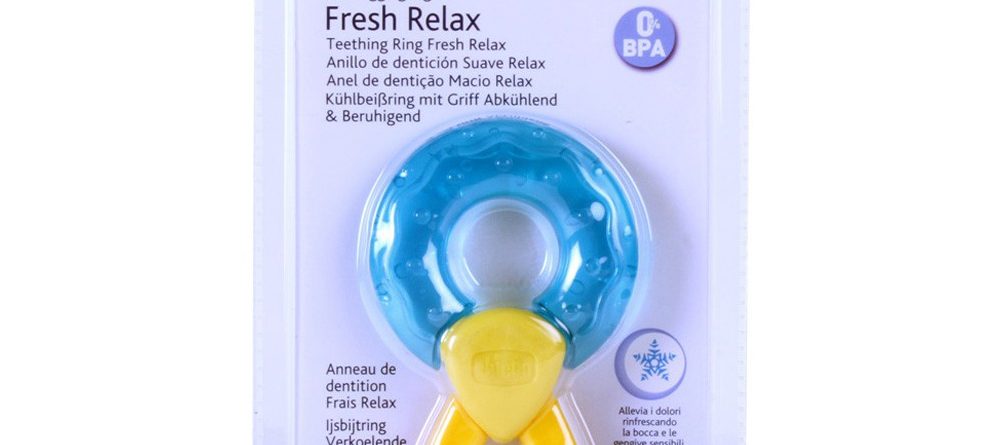 Fresh Relax
Teething Ring Fresh Relax
Anillo de dentición Suave Relax
Anel de dentição Macio Relax
Kühlbeißring mit Griff Abkühlend
& Beruhigend
0%
BPA
Anneau de
dentition
Frais Relax
Ijsbijtring
Verkoelende
Allevia i dolori
rinfrescando
la bocca e le
gengive sensibili